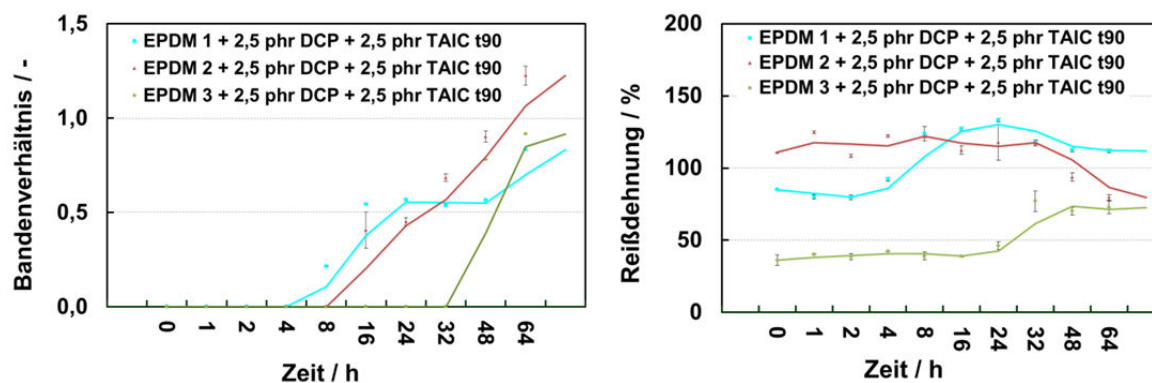 1,5
1,0
0,5
0,0
Bandenverhältnis / -
EPDM 1 + 2,5 phr DCP + 2,5 phr TAIC t90
EPDM 2 + 2,5 phr DCP + 2,5 phr TAIC t90
EPDM 3 + 2,5 phr DCP + 2,5 phr TAIC t90
0 1 2 4 8 16 24 32 48 64
Zeit / h
200
150
100
50
0
Reißdehnung / %
EPDM 1 + 2,5 phr DCP + 2,5 phr TAIC t90
EPDM 2 + 2,5 phr DCP + 2,5 phr TAIC t90
EPDM 3 + 2,5 phr DCP + 2,5 phr TAIC t90
0 1 2 4 8 16 24 32 48 64
Zeit / h